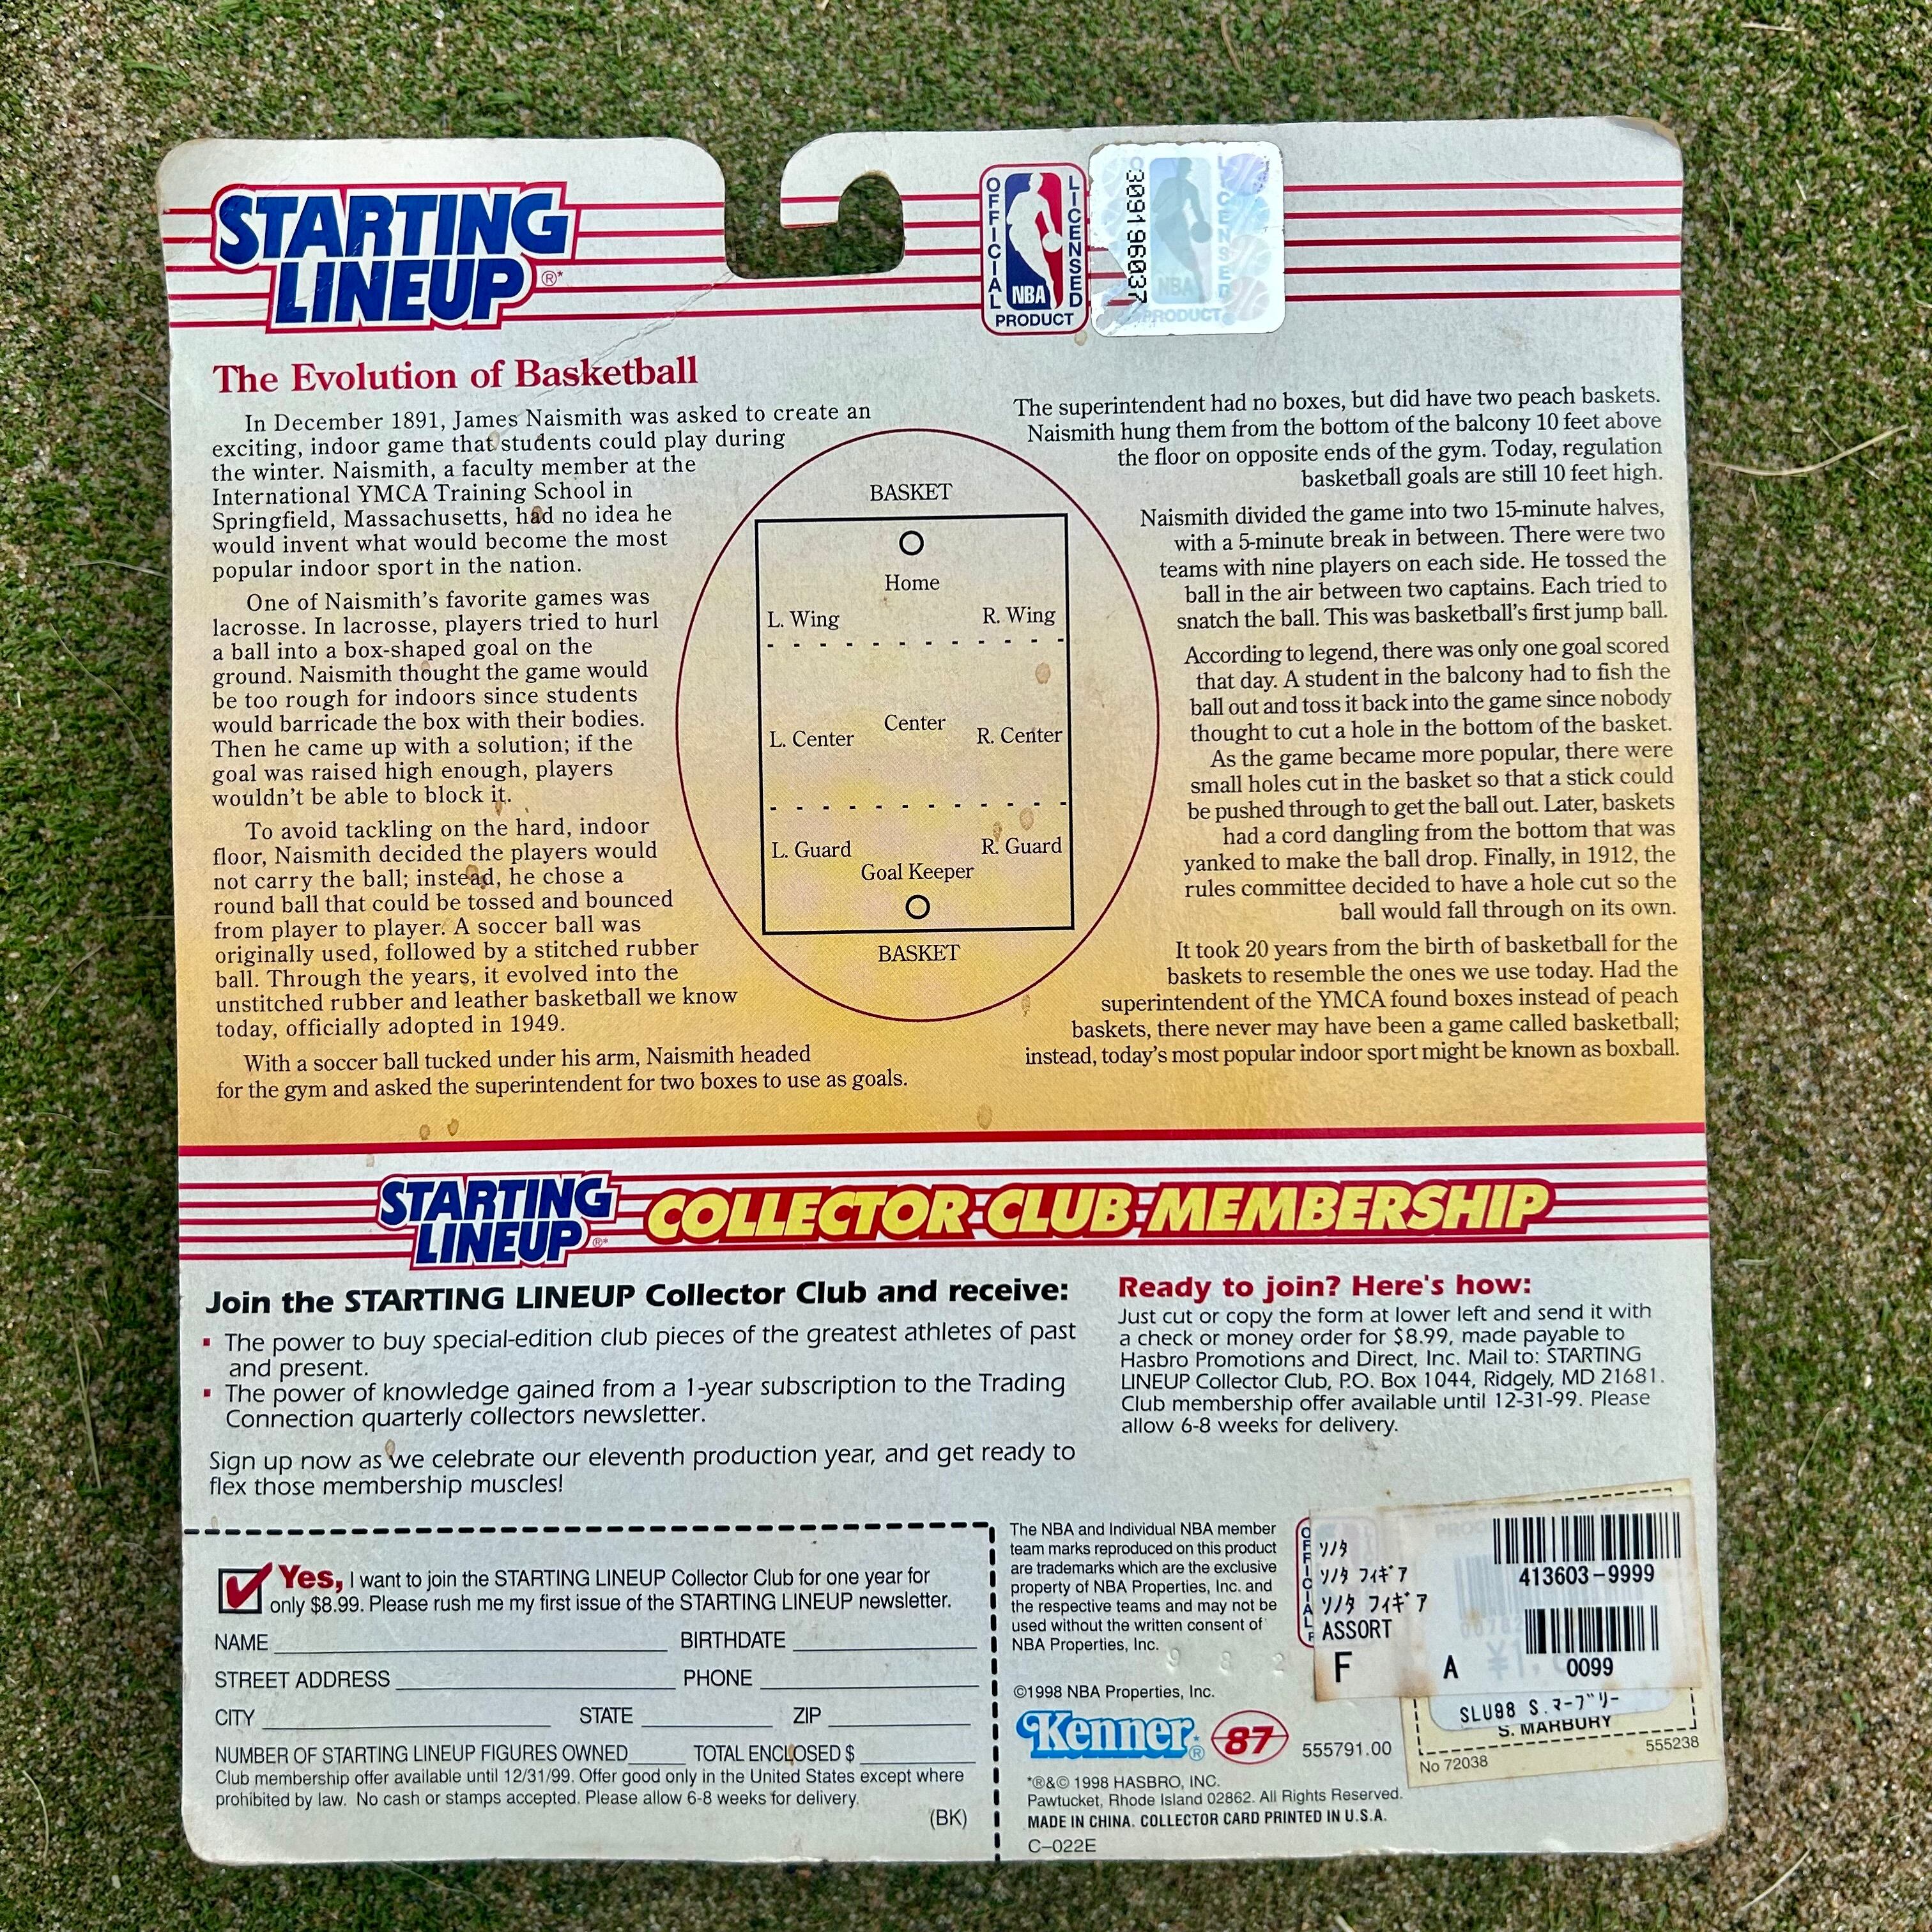 STARTING
LINEUP®*
OFFICIAL
LICENSED
NBA
PRODUCT
309196037
LICENSED
NBA
PRODUCT
The Evolution of Basketball
In December 1891, James Naismith was asked to create an
exciting, indoor game that students could play during
the winter. Naismith, a faculty member at the
International YMCA Training School in
Springfield, Massachusetts, had no idea he
would invent what would become the most
popular indoor sport in the nation.
One of Naismith's favorite games was
lacrosse. In lacrosse, players tried to hurl
a ball into a box-shaped goal on the
ground. Naismith thought the game would
be too rough for indoors since students
would barricade the box with their bodies.
Then he came up with a solution; if the
goal was raised high enough, players
wouldn't be able to block it.
To avoid tackling on the hard, indoor
floor, Naismith decided the players would
not carry the ball; instead, he chose a
round ball that could be tossed and bounced
from player to player. A soccer ball was
originally used, followed by a stitched rubber
ball. Through the years, it evolved into the
unstitched rubber and leather basketball we know
today, officially adopted in 1949.
With a soccer ball tucked under his arm, Naismith headed
for the gym and asked the superintendent for two boxes to use as goals.
BASKET
Home
L. Wing R. Wing
Center
L. Center R. Center
L. Guard R. Guard
Goal Keeper
BASKET
The superintendent had no boxes, but did have two peach baskets.
Naismith hung them from the bottom of the balcony 10 feet above
the floor on opposite ends of the gym. Today, regulation
basketball goals are still 10 feet high.
Naismith divided the game into two 15-minute halves,
with a 5-minute break in between. There were two
teams with nine players on each side. He tossed the
ball in the air between two captains. Each tried to
snatch the ball. This was basketball's first jump ball.
According to legend, there was only one goal scored
that day. A student in the balcony had to fish the
ball out and toss it back into the game since nobody
thought to cut a hole in the bottom of the basket.
As the game became more popular, there were
small holes cut in the basket so that a stick could
be pushed through to get the ball out. Later, baskets
had a cord dangling from the bottom that was
yanked to make the ball drop. Finally, in 1912, the
rules committee decided to have a hole cut so the
ball would fall through on its own.
It took 20 years from the birth of basketball for the
baskets to resemble the ones we use today. Had the
superintendent of the YMCA found boxes instead of peach
baskets, there never may have been a game called basketball;
instead, today's most popular indoor sport might be known as boxball.
STARTING
LINEUP®*
COLLECTOR CLUB MEMBERSHIP
Join the STARTING LINEUP Collector Club and receive:
▪ The power to buy special-edition club pieces of the greatest athletes of past
and present.
▪ The power of knowledge gained from a 1-year subscription to the Trading
Connection quarterly collectors newsletter.
Sign up now as we celebrate our eleventh production year, and get ready to
flex those membership muscles!
Ready to join? Here's how:
Just cut or copy the form at lower left and send it with
a check or money order for $8.99, made payable to
Hasbro Promotions and Direct, Inc. Mail to: STARTING
LINEUP Collector Club, P.O. Box 1044, Ridgely, MD 21681.
Club membership offer available until 12-31-99. Please
allow 6-8 weeks for delivery.
Yes, I want to join the STARTING LINEUP Collector Club for one year for
only $8.99. Please rush me my first issue of the STARTING LINEUP newsletter.
NAME BIRTHDATE
STREET ADDRESS PHONE
CITY STATE ZIP
NUMBER OF STARTING LINEUP FIGURES OWNED TOTAL ENCLOSED $
Club membership offer available until 12/31/99. Offer good only in the United States except where
prohibited by law. No cash or stamps accepted. Please allow 6-8 weeks for delivery.
(BK)
The NBA and Individual NBA member
team marks reproduced on this product
are trademarks which are the exclusive
property of NBA Properties, Inc. and
the respective teams and may not be
used without the written consent of
NBA Properties, Inc.
9 8 2
©1998 NBA Properties, Inc.
Kenner®* 87 555791.00
*®&© 1998 HASBRO, INC.
Pawtucket, Rhode Island 02862. All Rights Reserved.
MADE IN CHINA. COLLECTOR CARD PRINTED IN U.S.A.
C-022E
OFFICIAL
ソノタ
ソノタ フィギア
ソノタ フィギア
ASSORT
F
413603-9999
A 0099
SLU98 S.マーブリー
S. MARBURY
No 72038 555238